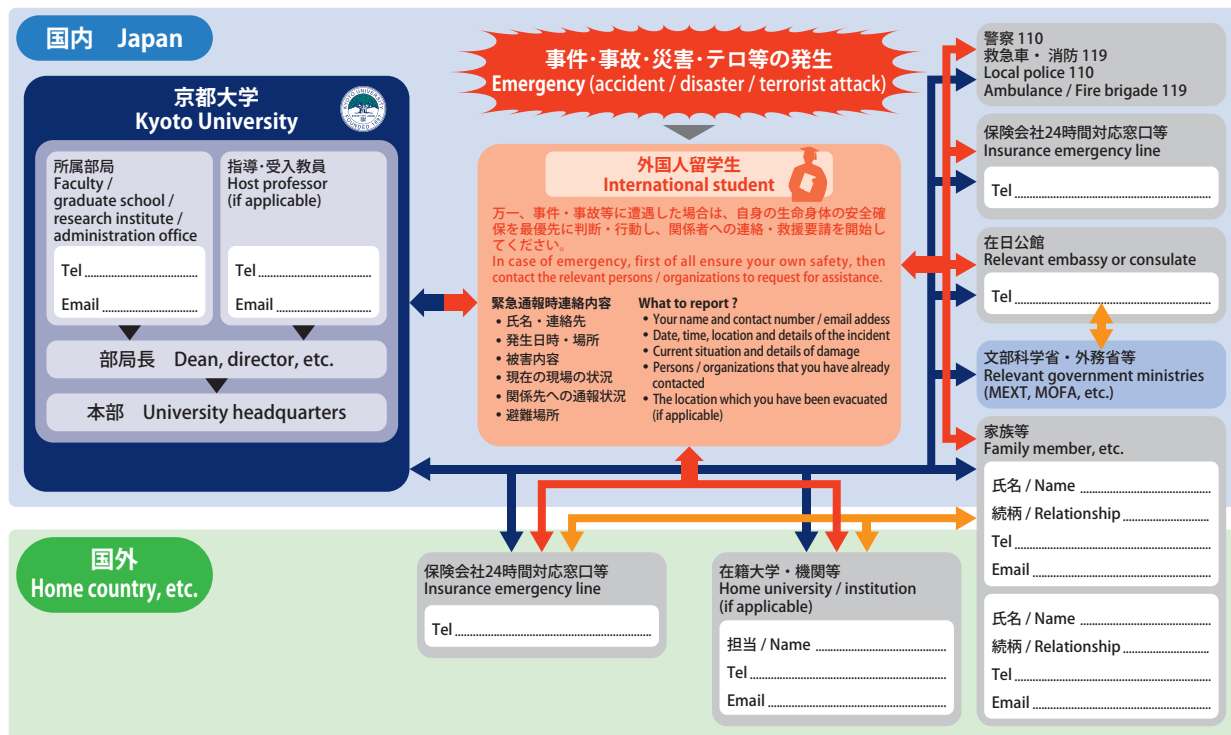 国内 Japan
事件・事故・災害・テロ等の発生
Emergency (accident / disaster / terrorist attack)
京都大学
Kyoto University
KYOTO UNIVERSITY
FOUNDED 1897
所属部局
Faculty /
graduate school /
research institute /
administration office
Tel
Email
指導・受入教員
Host professor
(if applicable)
Tel
Email
部局長 Dean, director, etc.
本部 University headquarters
外国人留学生
International student
万一、事件・事故等に遭遇した場合は、自身の生命身体の安全確
保を最優先に判断・行動し、関係者への連絡・救援要請を開始し
てください。
In case of emergency, first of all ensure your own safety, then
contact the relevant persons / organizations to request for assistance.
緊急通報時連絡内容
• 氏名・連絡先
• 発生日時・場所
• 被害内容
• 現在の現場の状況
• 関係先への通報状況
• 避難場所
What to report ?
• Your name and contact number / email addess
• Date, time, location and details of the incident
• Current situation and details of damage
• Persons / organizations that you have already
contacted
• The location which you have been evacuated
(if applicable)
警察 110
救急車・ 消防 119
Local police 110
Ambulance / Fire brigade 119
保険会社24時間対応窓口等
Insurance emergency line
Tel
在日公館
Relevant embassy or consulate
Tel
文部科学省・外務省等
Relevant government ministries
(MEXT, MOFA, etc.)
家族等
Family member, etc.
氏名 / Name
続柄 / Relationship
Tel
Email
氏名 / Name
続柄 / Relationship
Tel
Email
国外
Home country, etc.
保険会社24時間対応窓口等
Insurance emergency line
Tel
在籍大学・機関等
Home university / institution
(if applicable)
担当 / Name
Tel
Email